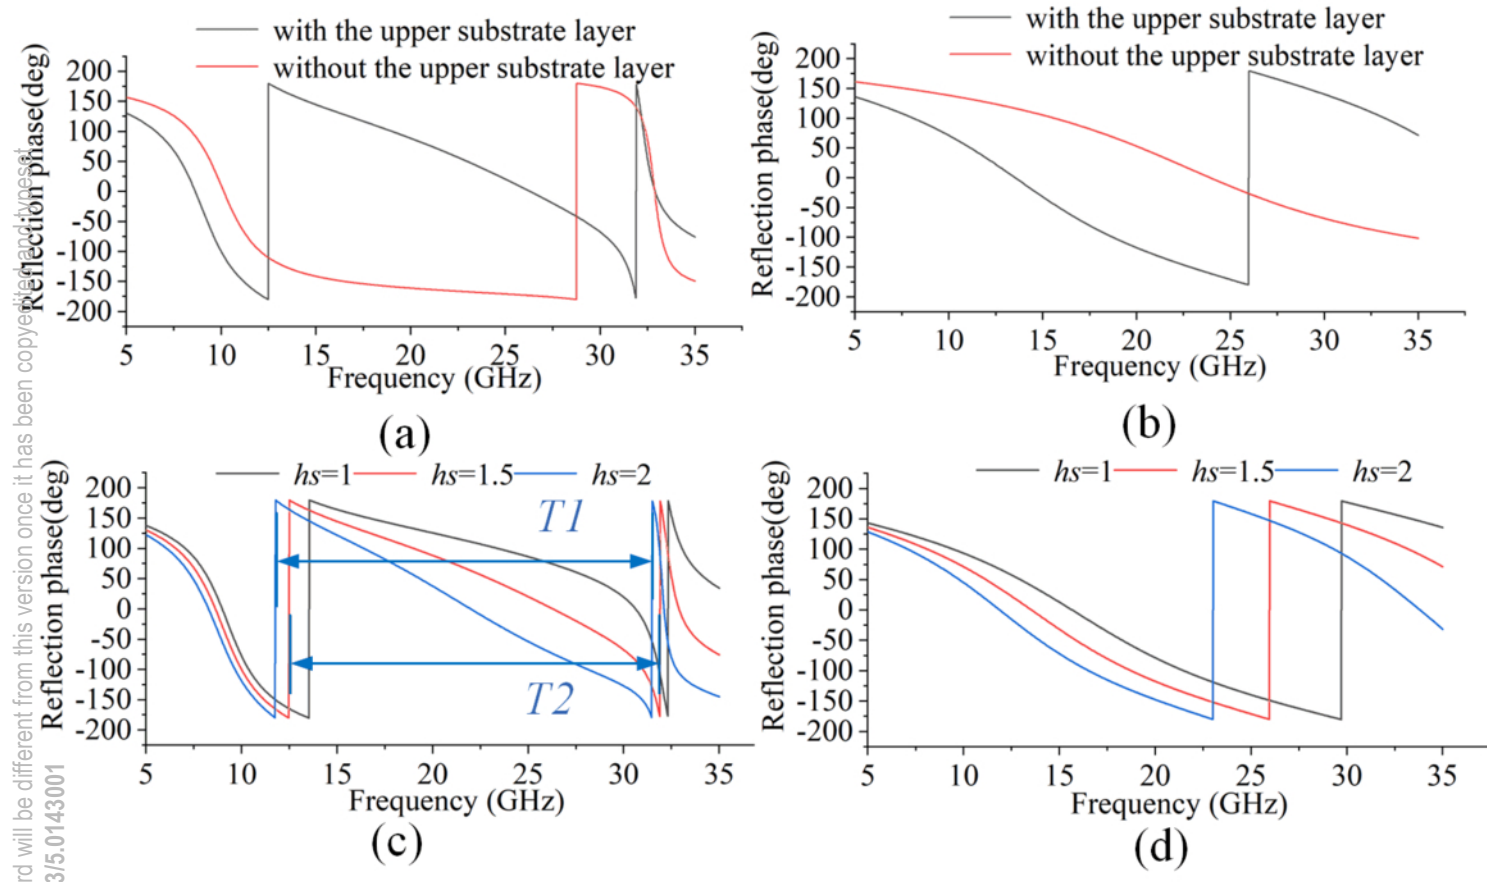 with the upper substrate layer
without the upper substrate layer
Reflection phase(deg)
200
150
100
50
0
-50
-100
-150
-200
5 10 15 20 25 30 35
Frequency (GHz)
(a)
with the upper substrate layer
without the upper substrate layer
Reflection phase(deg)
200
150
100
50
0
-50
-100
-150
-200
5 10 15 20 25 30 35
Frequency (GHz)
(b)
hs=1 hs=1.5 hs=2
Reflection phase(deg)
200
150
100
50
0
-50
-100
-150
-200
T1
T2
5 10 15 20 25 30 35
Frequency (GHz)
(c)
hs=1 hs=1.5 hs=2
Reflection phase(deg)
200
150
100
50
0
-50
-100
-150
-200
5 10 15 20 25 30 35
Frequency (GHz)
(d)
rd will be different from this version once it has been copyedited and typeset.
3/5.0143001